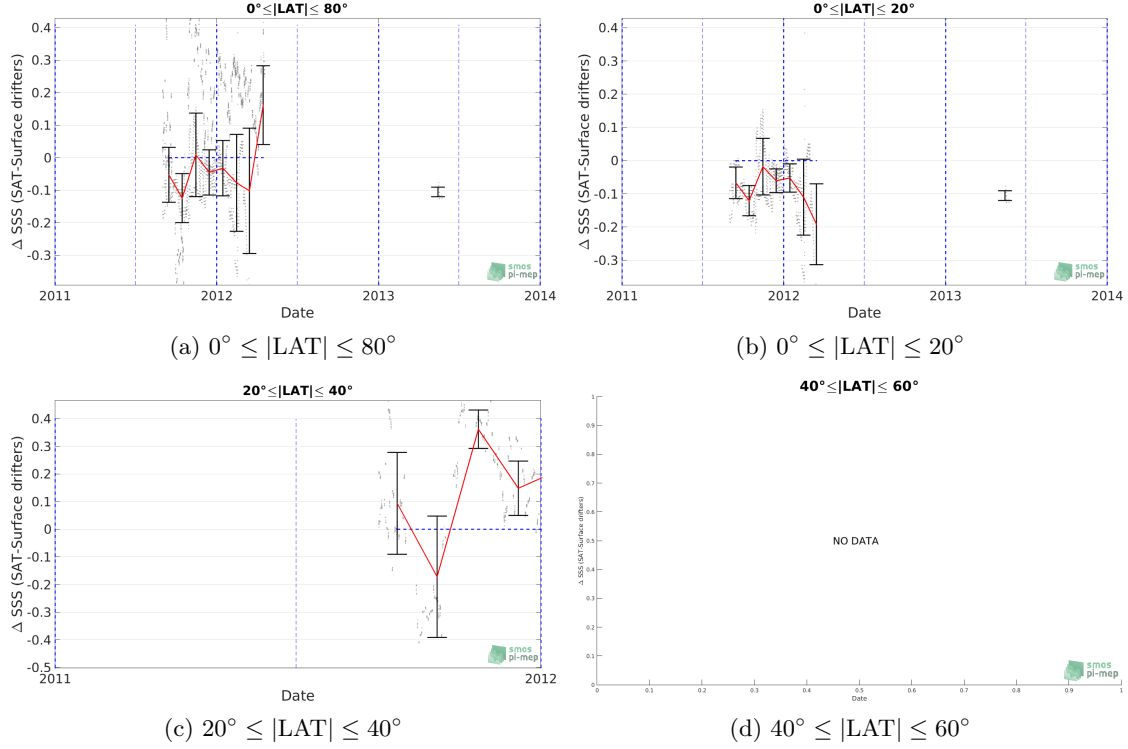 0°≤|LAT|≤ 80°
0.4
0.3
0.2
0.1
0
-0.1
-0.2
-0.3
Δ SSS (SAT-Surface drifters)
2011
2012
2013
2014
Date
smos
pi-mep
(a) 0° ≤ |LAT| ≤ 80°
0°≤|LAT|≤ 20°
0.4
0.3
0.2
0.1
0
-0.1
-0.2
-0.3
Δ SSS (SAT-Surface drifters)
2011
2012
2013
2014
Date
smos
pi-mep
(b) 0° ≤ |LAT| ≤ 20°
20°≤|LAT|≤ 40°
0.4
0.3
0.2
0.1
0
-0.1
-0.2
-0.3
-0.4
-0.5
Δ SSS (SAT-Surface drifters)
2011
2012
Date
smos
pi-mep
(c) 20° ≤ |LAT| ≤ 40°
40°≤|LAT|≤ 60°
1
0.9
0.8
0.7
0.6
0.5
0.4
0.3
0.2
0.1
0
Δ SSS (SAT-Surface drifters)
NO DATA
0
0.1
0.2
0.3
0.4
0.5
0.6
0.7
0.8
0.9
1
Date
smos
pi-mep
(d) 40° ≤ |LAT| ≤ 60°